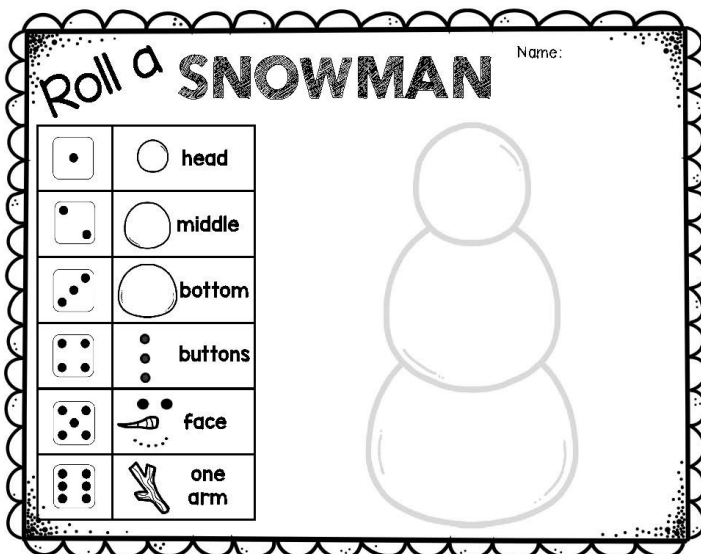 Roll a SNOWMAN
Name:
head
middle
bottom
buttons
face
one
arm